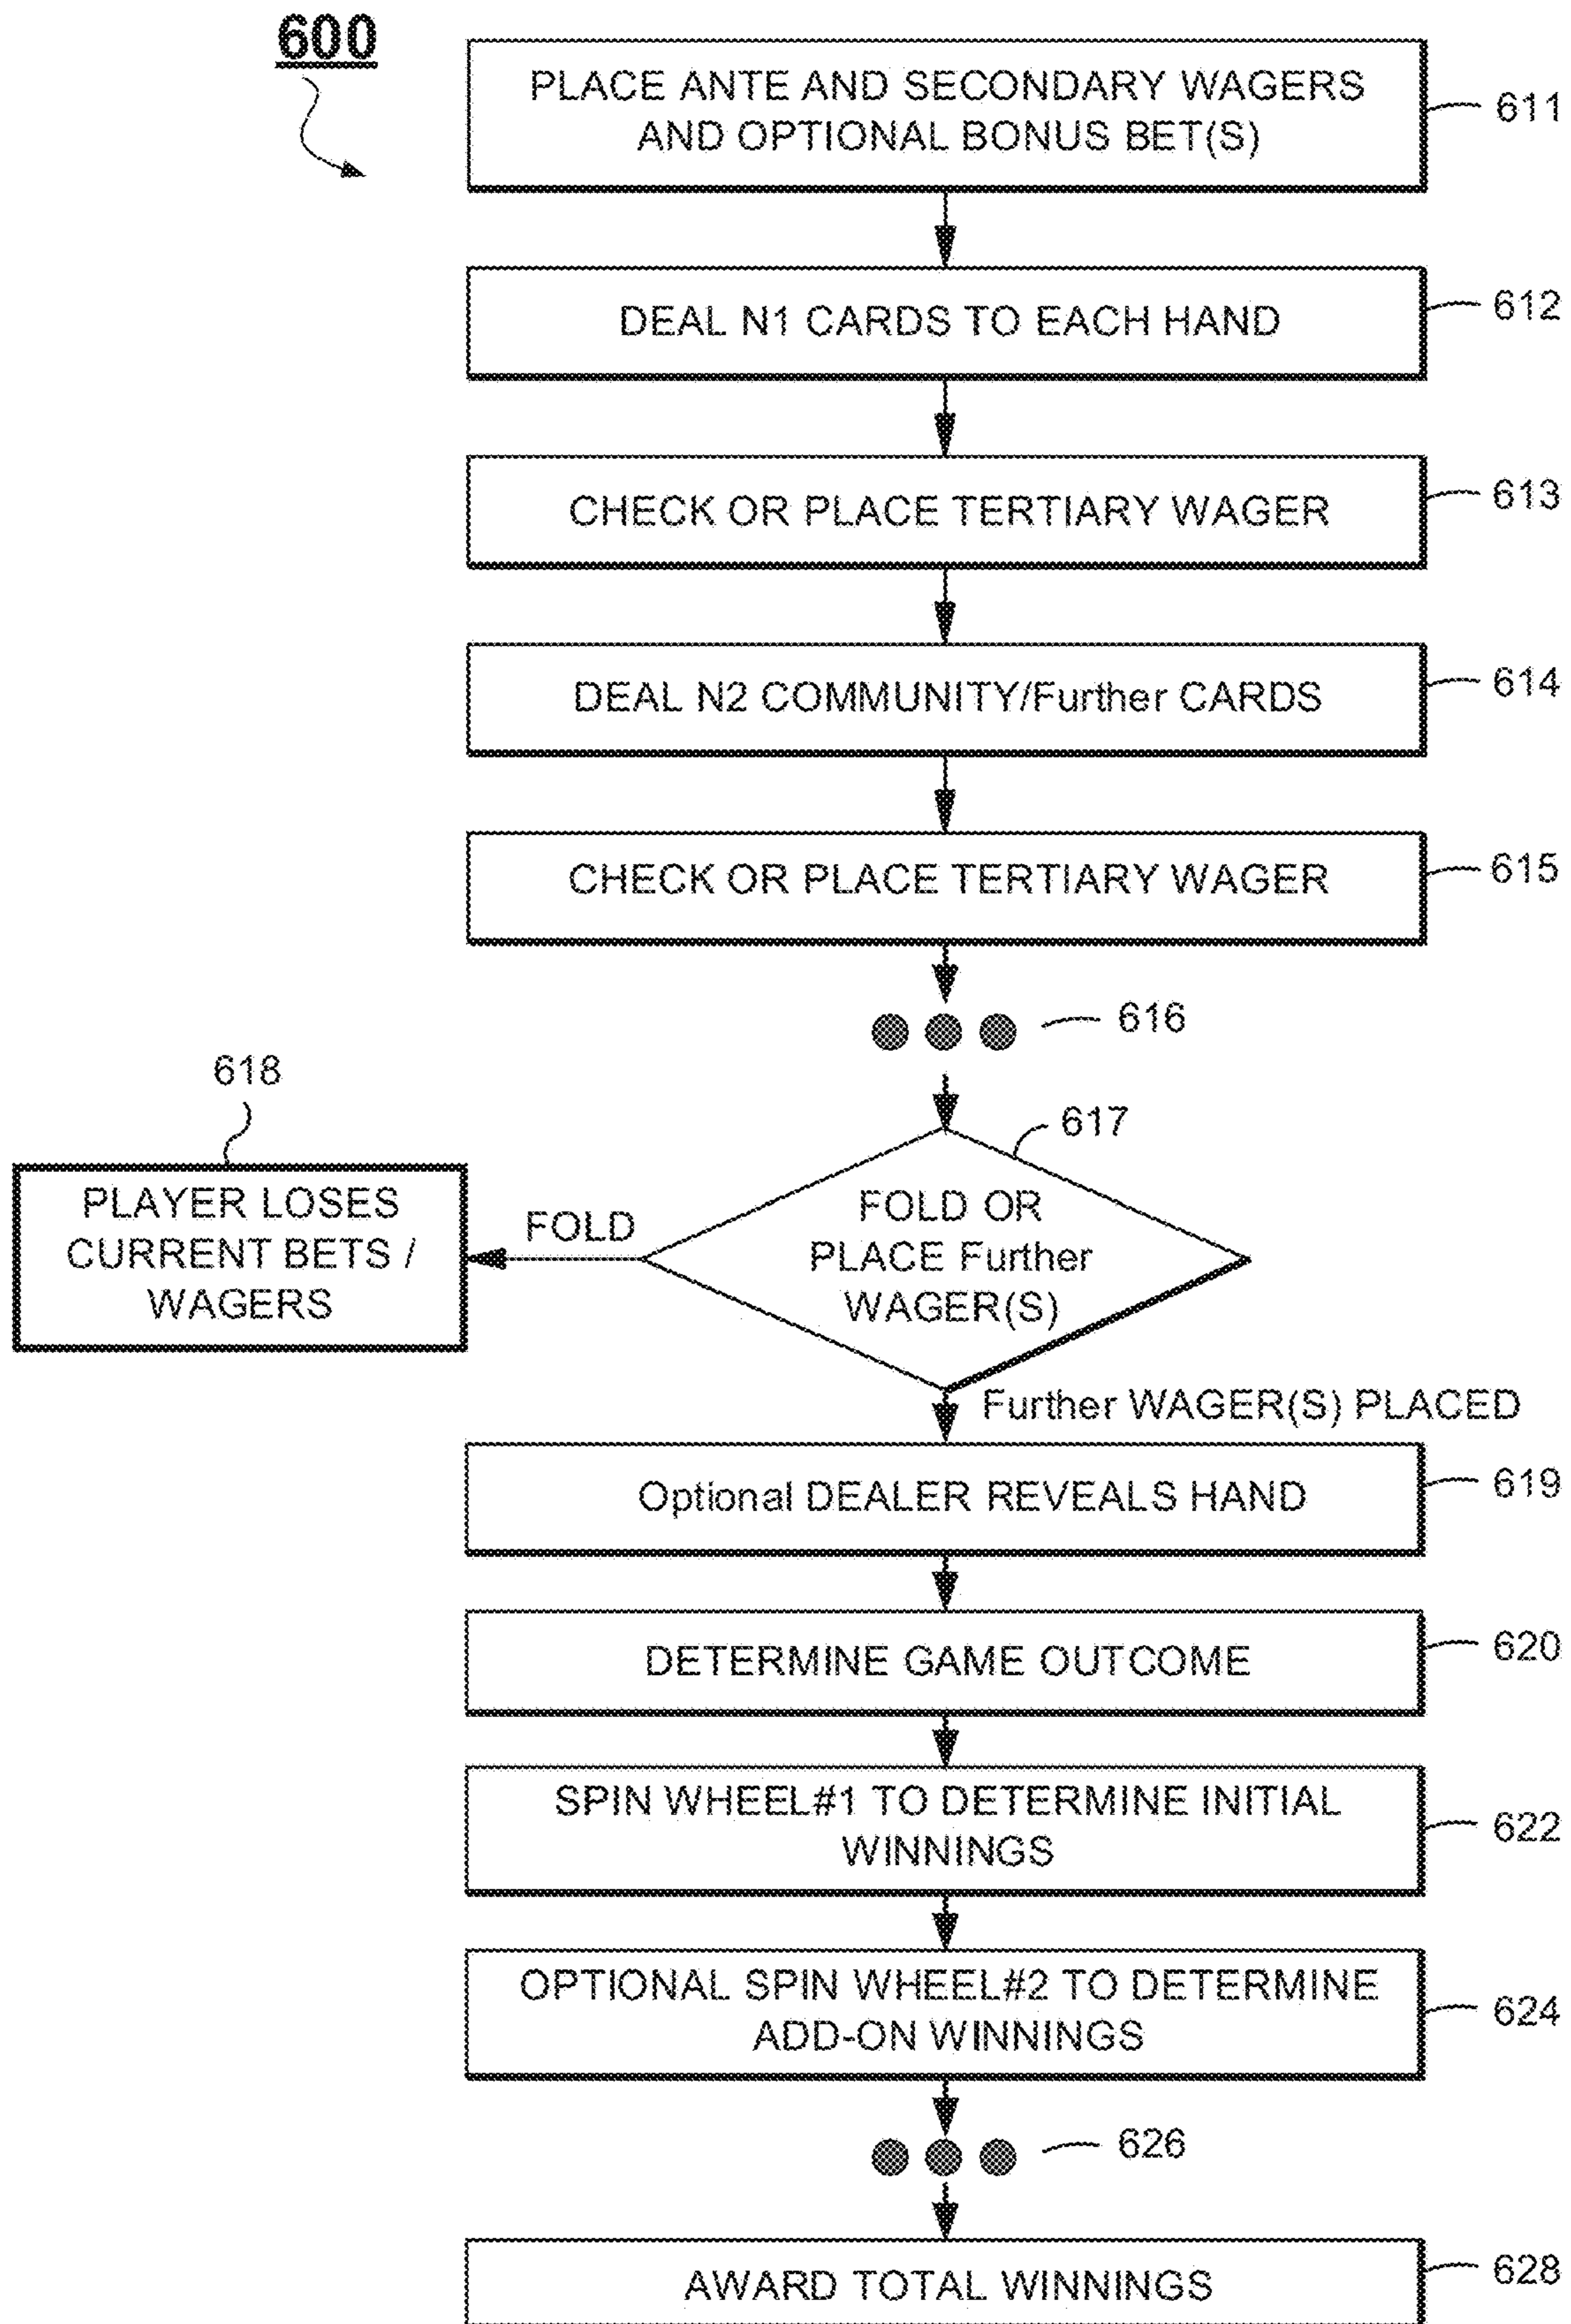 600
PLACE ANTE AND SECONDARY WAGERS
AND OPTIONAL BONUS BET(S)
611
DEAL N1 CARDS TO EACH HAND
612
CHECK OR PLACE TERTIARY WAGER
613
DEAL N2 COMMUNITY/Further CARDS
614
CHECK OR PLACE TERTIARY WAGER
615
616
618
617
PLAYER LOSES
CURRENT BETS /
WAGERS
FOLD
FOLD OR
PLACE Further
WAGER(S)
Further WAGER(S) PLACED
Optional DEALER REVEALS HAND
619
DETERMINE GAME OUTCOME
620
SPIN WHEEL#1 TO DETERMINE INITIAL
WINNINGS
622
OPTIONAL SPIN WHEEL#2 TO DETERMINE
ADD-ON WINNINGS
624
626
AWARD TOTAL WINNINGS
628